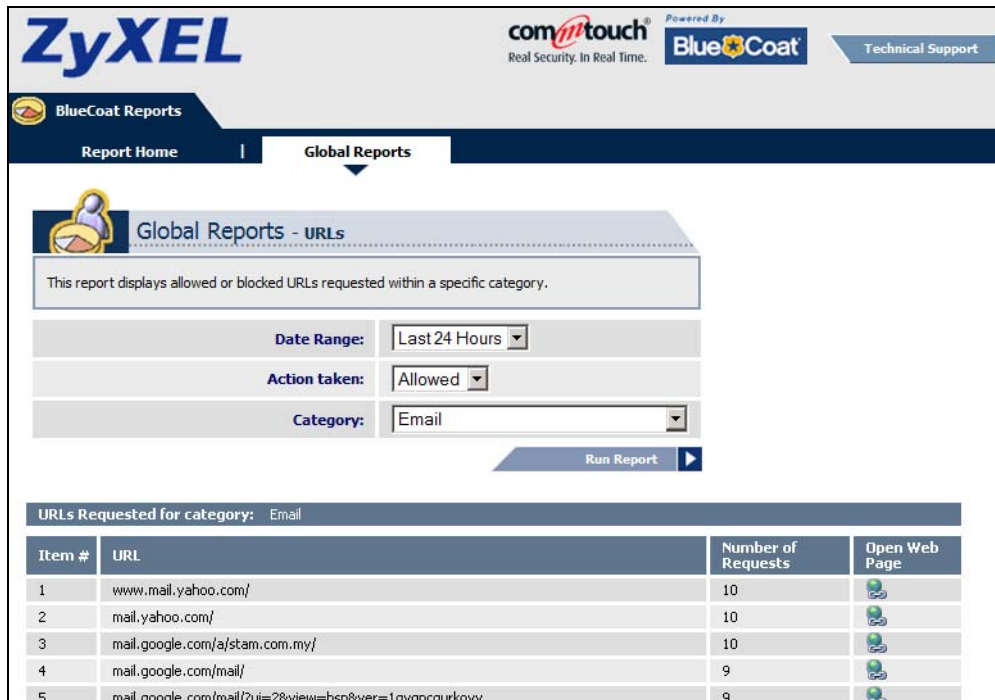 ZyXEL
commtouch®
Real Security. In Real Time.
Powered By
Blue Coat
Technical Support
BlueCoat Reports
Report Home | Global Reports
Global Reports - URLs
This report displays allowed or blocked URLs requested within a specific category.
Date Range: Last 24 Hours
Action taken: Allowed
Category: Email
Run Report
URLs Requested for category: Email
Item # URL Number of Requests Open Web Page
1 www.mail.yahoo.com/ 10
2 mail.yahoo.com/ 10
3 mail.google.com/a/stam.com.my/ 10
4 mail.google.com/mail/ 9
5 9